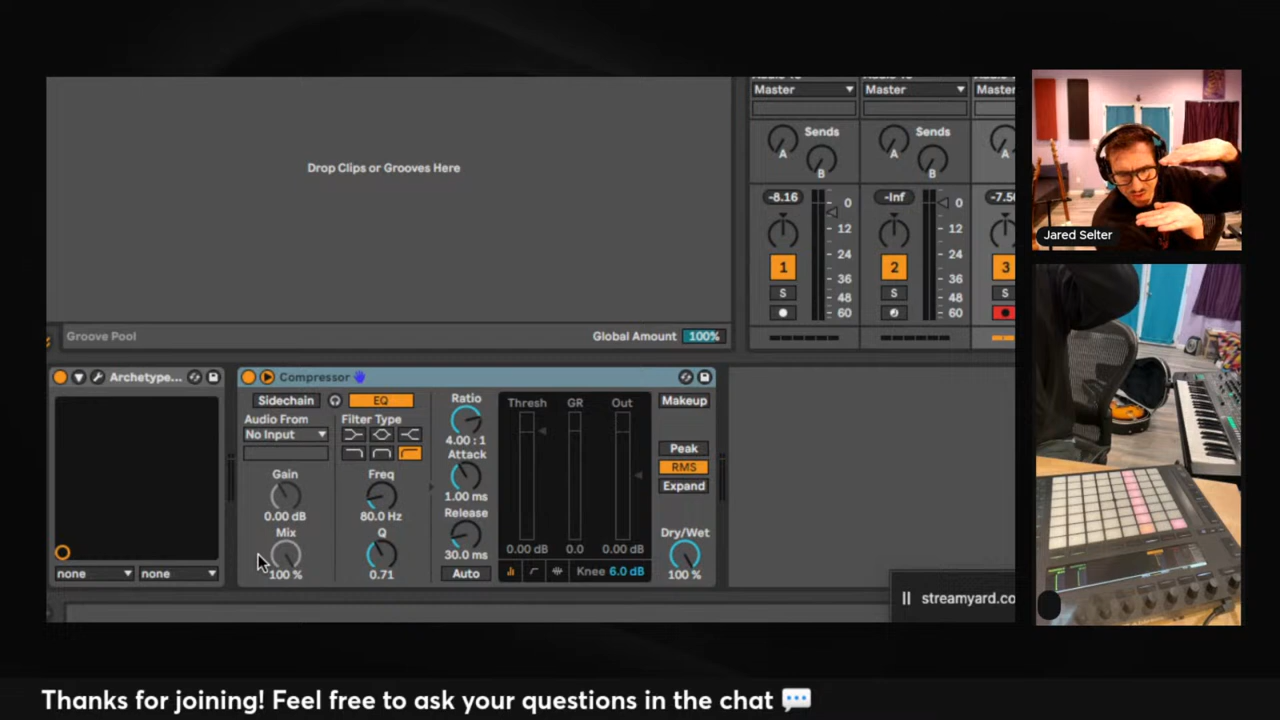 Drop Clips or Grooves Here
Groove Pool
Global Amount 100%
Master Master Master
Sends Sends
A B A B A
-8.16 -Inf -7.5
0 12 24 36 48 60
0 12 24 36 48 60
1 2 3
S S S
Archetype...
none none
Compressor
Sidechain EQ
Audio From
No Input
Filter Type
Gain
0.00 dB
Mix
100 %
Freq
80.0 Hz
Q
0.71
Ratio
4.00 : 1
Attack
1.00 ms
Release
30.0 ms
Auto
Thresh GR Out
0.00 dB 0.0 0.00 dB
Knee 6.0 dB
Makeup
Peak
RMS
Expand
Dry/Wet
100 %
streamyard.co
Jared Selter
Thanks for joining! Feel free to ask your questions in the chat 💬